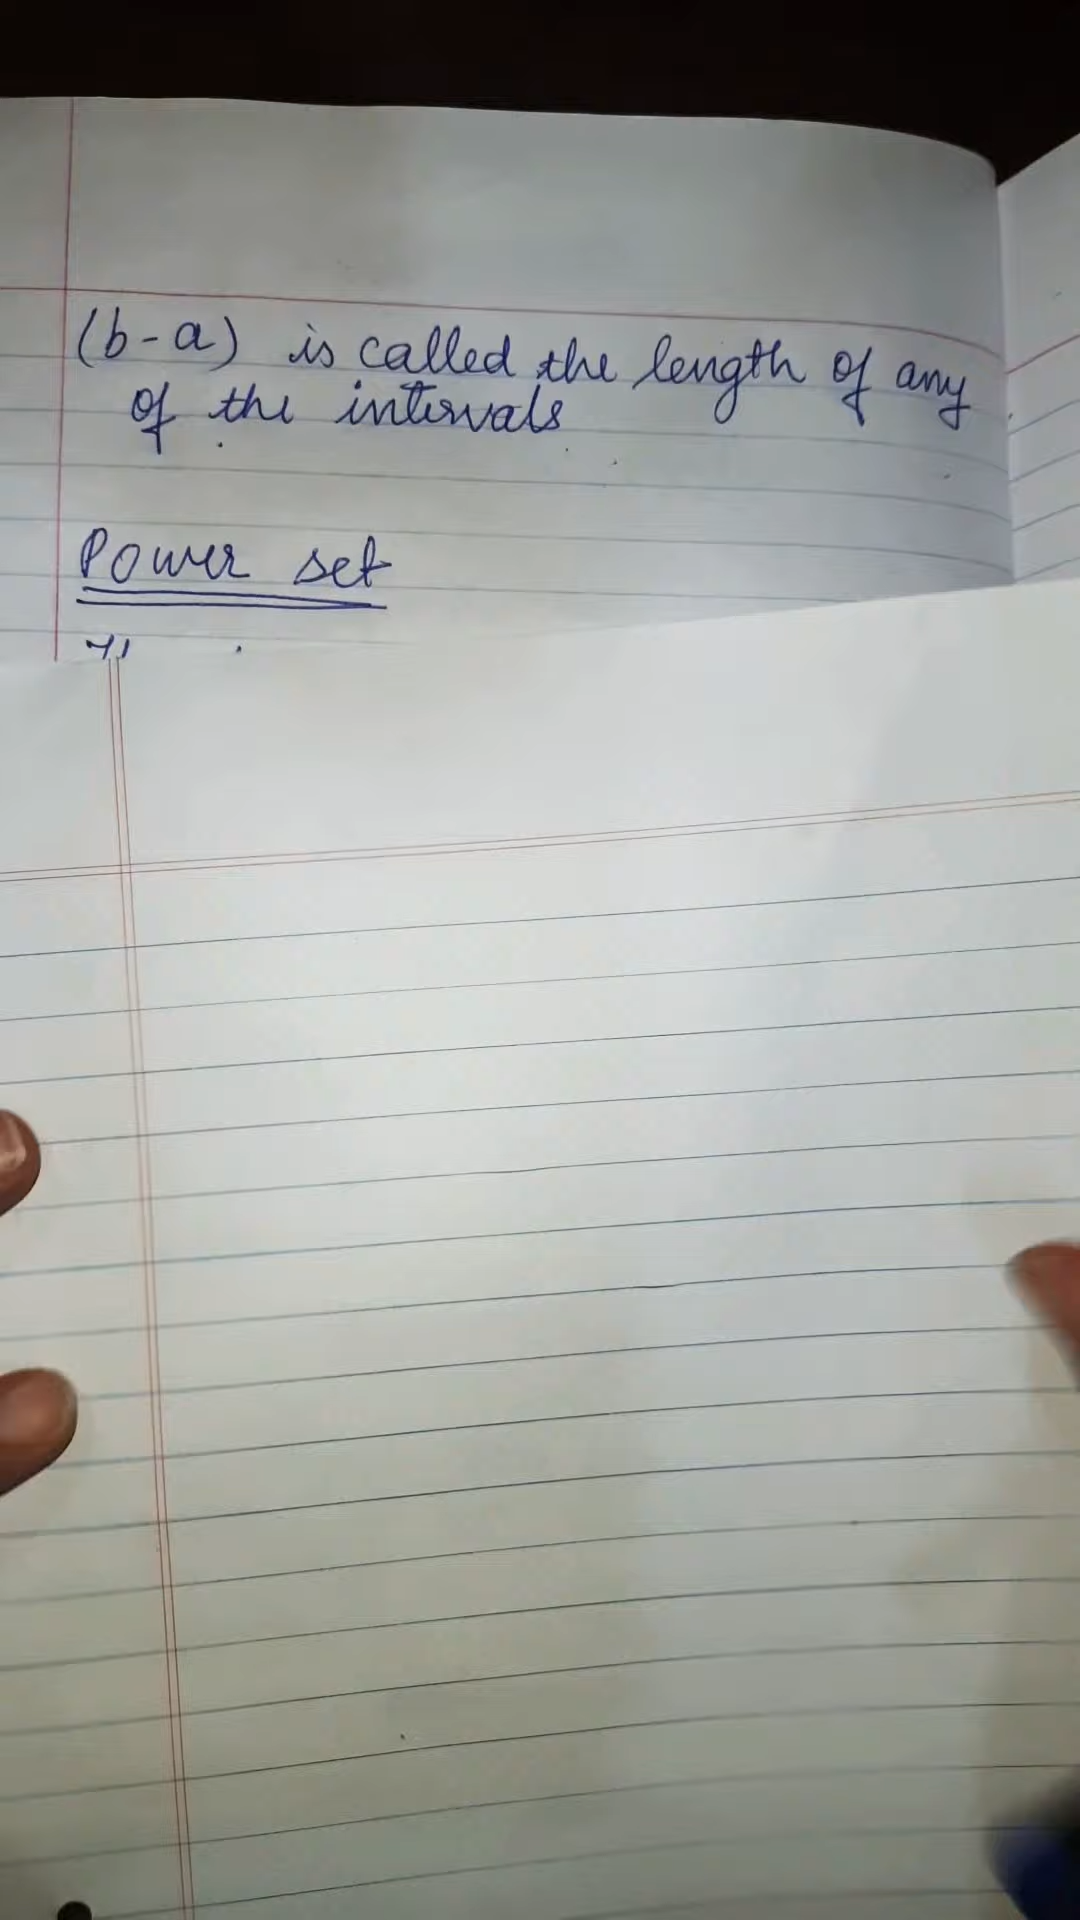 (b-a) is called the length of any
of the intervals
Power set